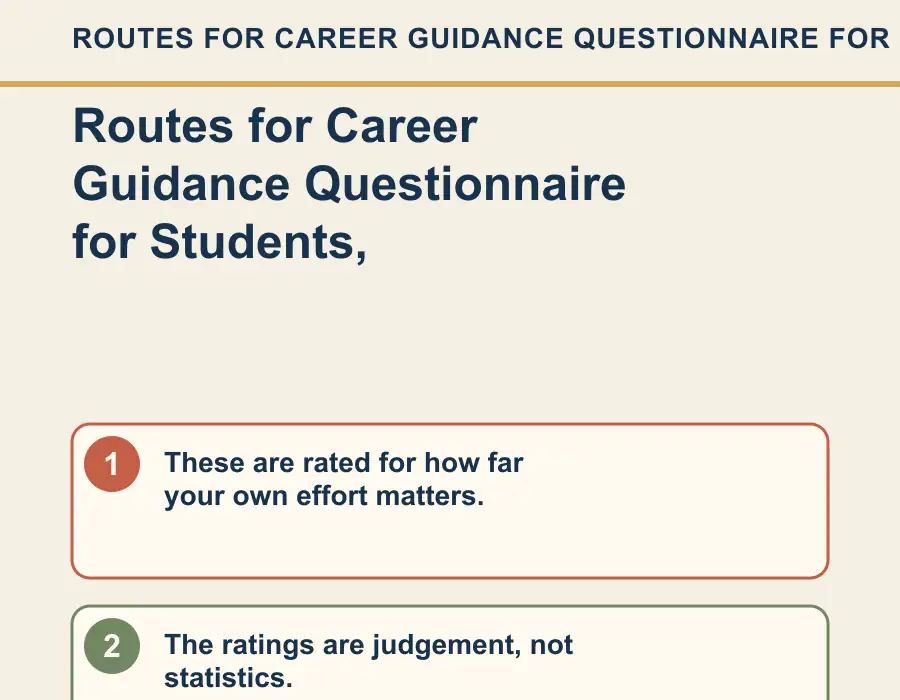 ROUTES FOR CAREER GUIDANCE QUESTIONNAIRE FOR
Routes for Career
Guidance Questionnaire
for Students,
1
These are rated for how far
your own effort matters.
2
The ratings are judgement, not
statistics.